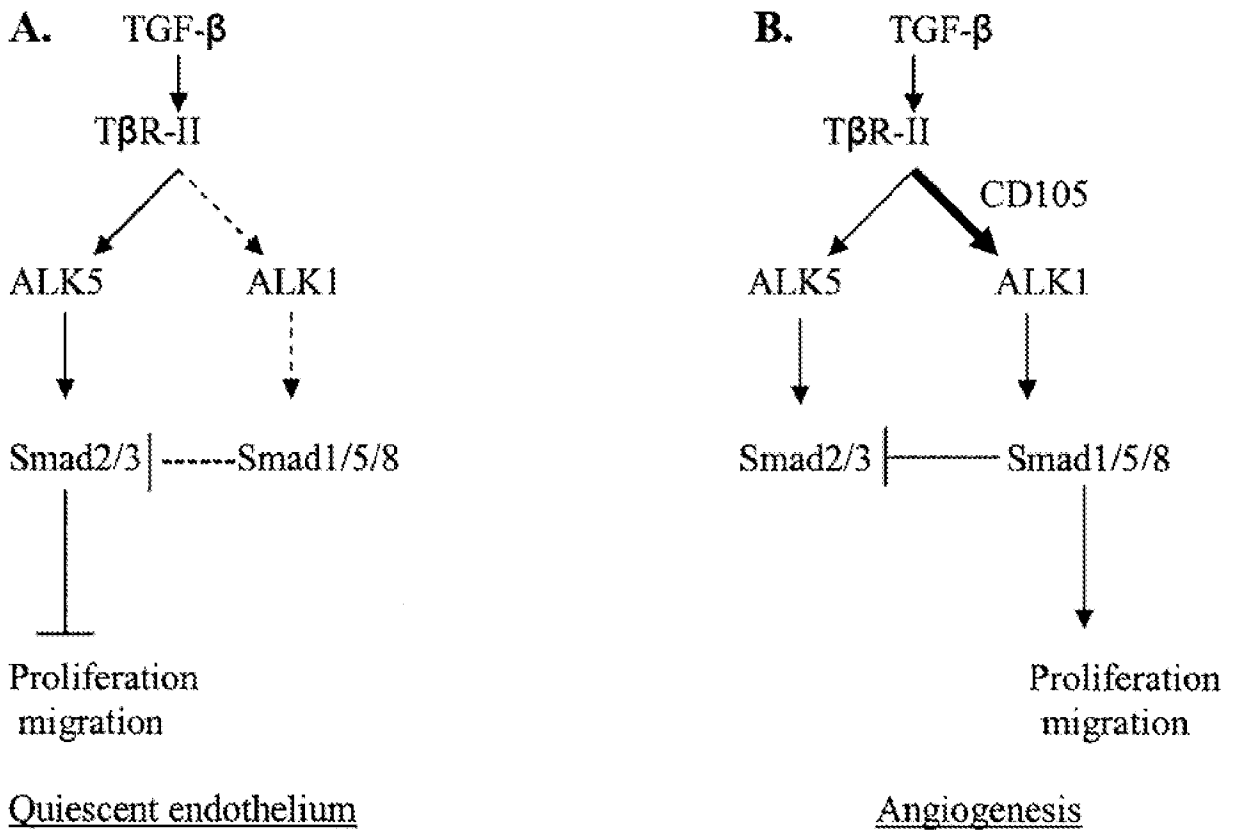 A.
TGF-β
TβR-II
ALK5
ALK1
Smad2/3
Smad1/5/8
Proliferation
migration
Quiescent endothelium
B.
TGF-β
TβR-II
CD105
ALK5
ALK1
Smad2/3
Smad1/5/8
Proliferation
migration
Angiogenesis